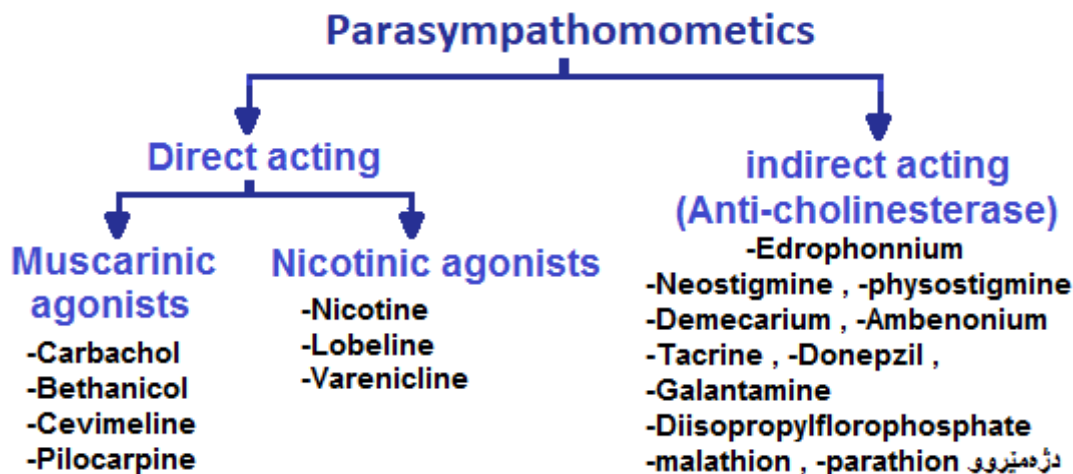 Parasympathomometics
Direct acting
Muscarinic
agonists
-Carbachol
-Bethanicol
-Cevimeline
-Pilocarpine
Nicotinic agonists
-Nicotine
-Lobeline
-Varenicline
indirect acting
(Anti-cholinesterase)
-Edrophonnium
-Neostigmine , -physostigmine
-Demecarium , -Ambenonium
-Tacrine , -Donepzil ,
-Galantamine
-Diisopropylflorophosphate
-malathion , -parathion دژەمێروو